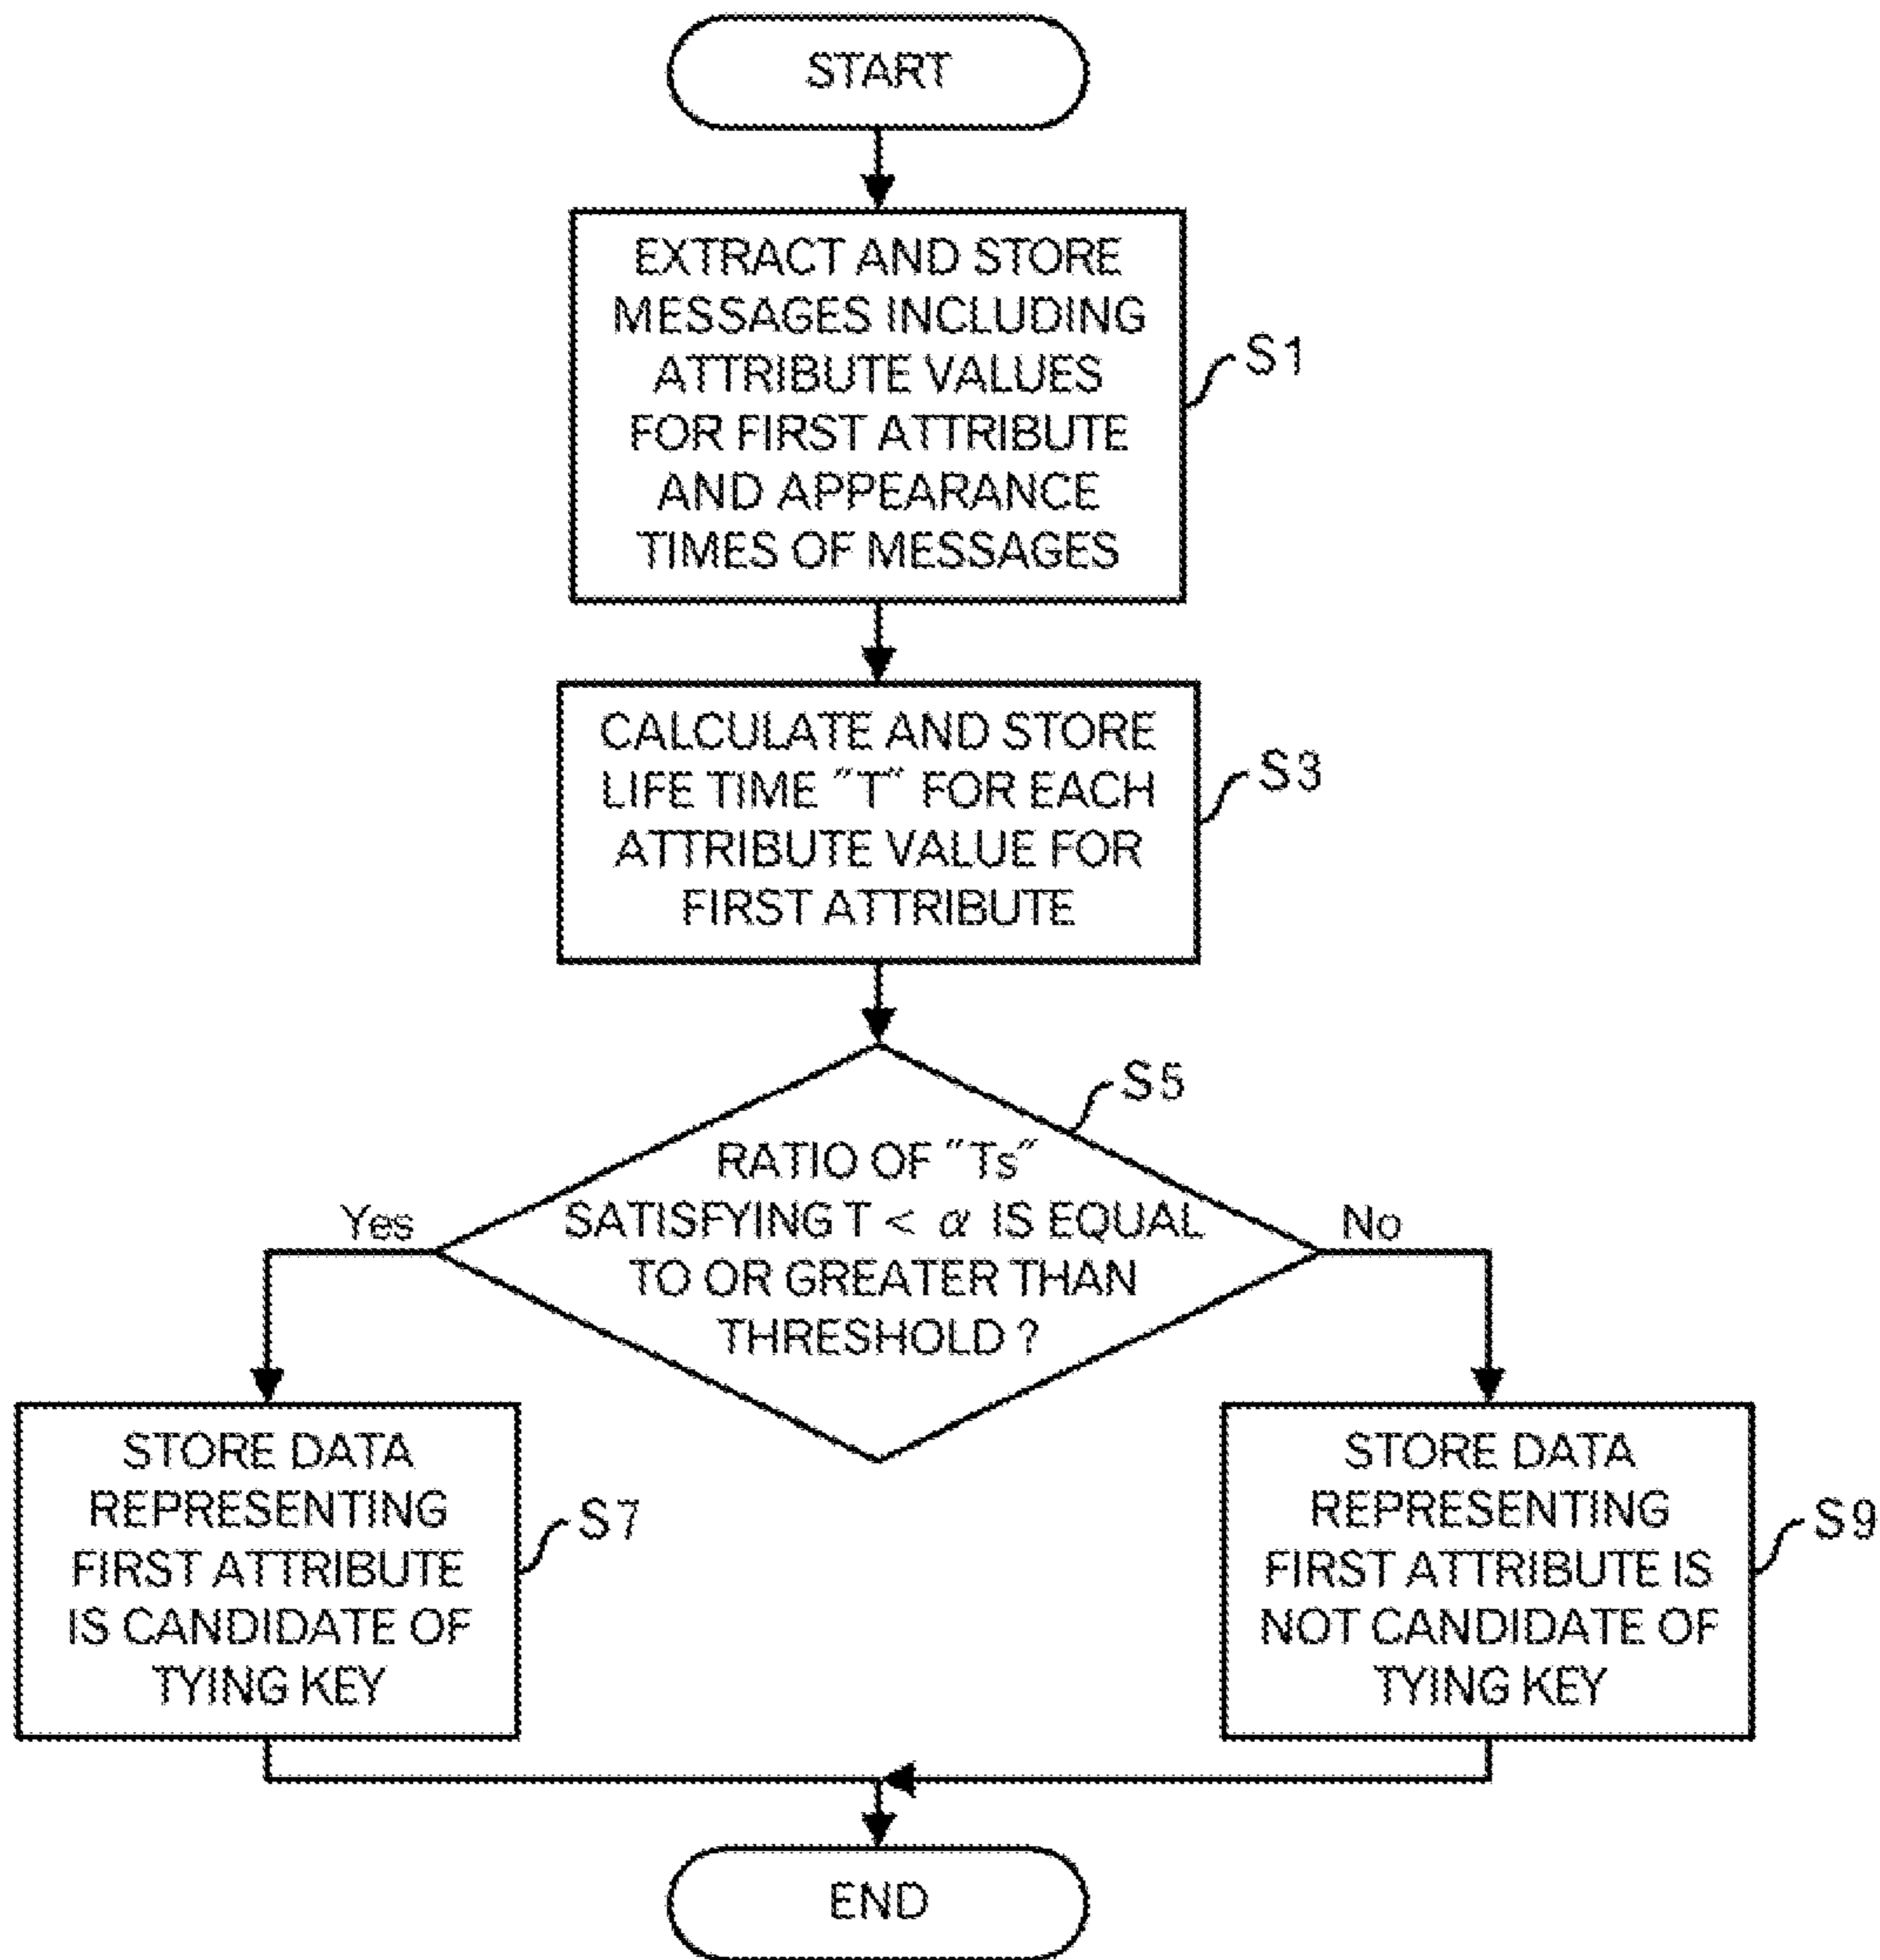 START
EXTRACT AND STORE
MESSAGES INCLUDING
ATTRIBUTE VALUES
FOR FIRST ATTRIBUTE
AND APPEARANCE
TIMES OF MESSAGES
S1
CALCULATE AND STORE
LIFE TIME "T" FOR EACH
ATTRIBUTE VALUE FOR
FIRST ATTRIBUTE
S3
S5
RATIO OF "Ts"
SATISFYING T < α IS EQUAL
TO OR GREATER THAN
THRESHOLD ?
Yes
No
STORE DATA
REPRESENTING
FIRST ATTRIBUTE
IS CANDIDATE OF
TYING KEY
S7
STORE DATA
REPRESENTING
FIRST ATTRIBUTE IS
NOT CANDIDATE OF
TYING KEY
S9
END